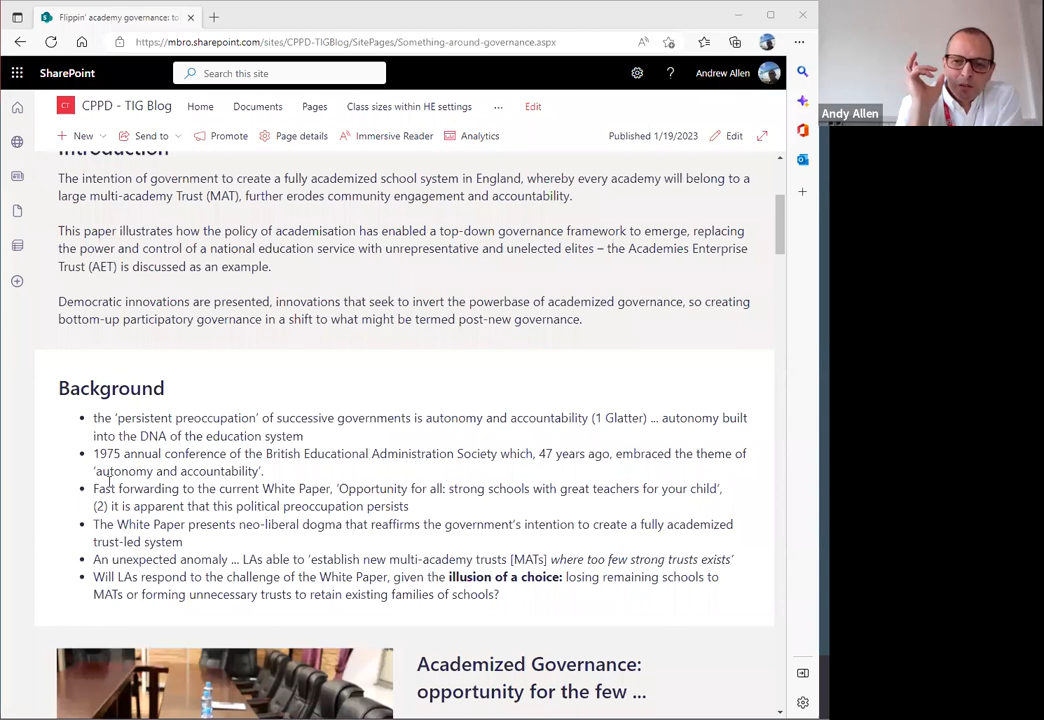 Flippin' academy governance: to
https://mbro.sharepoint.com/sites/CPPD-TIGBlog/SitePages/Something-around-governance.aspx
SharePoint
Search this site
Andrew Allen
CT
CPPD - TIG Blog
Home
Documents
Pages
Class sizes within HE settings
...
Edit
New
Send to
Promote
Page details
Immersive Reader
Analytics
Published 1/19/2023
Edit
Andy Allen
Introduction
The intention of government to create a fully academized school system in England, whereby every academy will belong to a
large multi-academy Trust (MAT), further erodes community engagement and accountability.
This paper illustrates how the policy of academisation has enabled a top-down governance framework to emerge, replacing
the power and control of a national education service with unrepresentative and unelected elites – the Academies Enterprise
Trust (AET) is discussed as an example.
Democratic innovations are presented, innovations that seek to invert the powerbase of academized governance, so creating
bottom-up participatory governance in a shift to what might be termed post-new governance.
Background
• the 'persistent preoccupation' of successive governments is autonomy and accountability (1 Glatter) ... autonomy built
into the DNA of the education system
• 1975 annual conference of the British Educational Administration Society which, 47 years ago, embraced the theme of
'autonomy and accountability'.
• Fast forwarding to the current White Paper, 'Opportunity for all: strong schools with great teachers for your child',
(2) it is apparent that this political preoccupation persists
• The White Paper presents neo-liberal dogma that reaffirms the government's intention to create a fully academized
trust-led system
• An unexpected anomaly ... LAs able to 'establish new multi-academy trusts [MATs] where too few strong trusts exists'
• Will LAs respond to the challenge of the White Paper, given the illusion of a choice: losing remaining schools to
MATs or forming unnecessary trusts to retain existing families of schools?
Academized Governance:
opportunity for the few ...